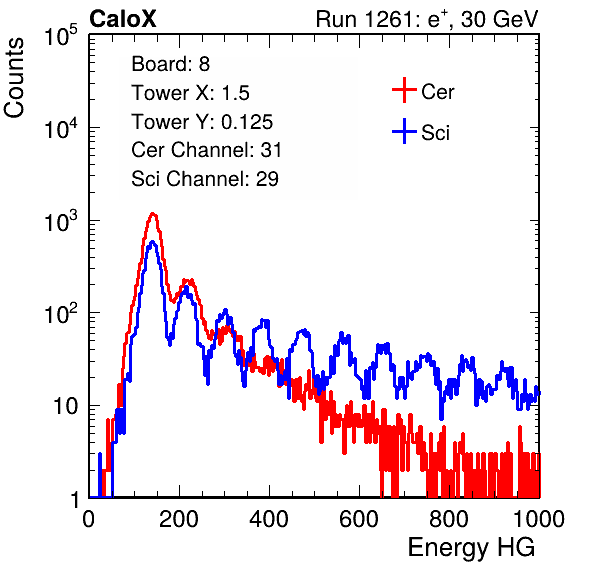 CaloX Run 1261: e⁺, 30 GeV
Counts
Board: 8
Tower X: 1.5
Tower Y: 0.125
Cer Channel: 31
Sci Channel: 29
Cer
Sci
10⁵
10⁴
10³
10²
10
1
0 200 400 600 800 1000
Energy HG